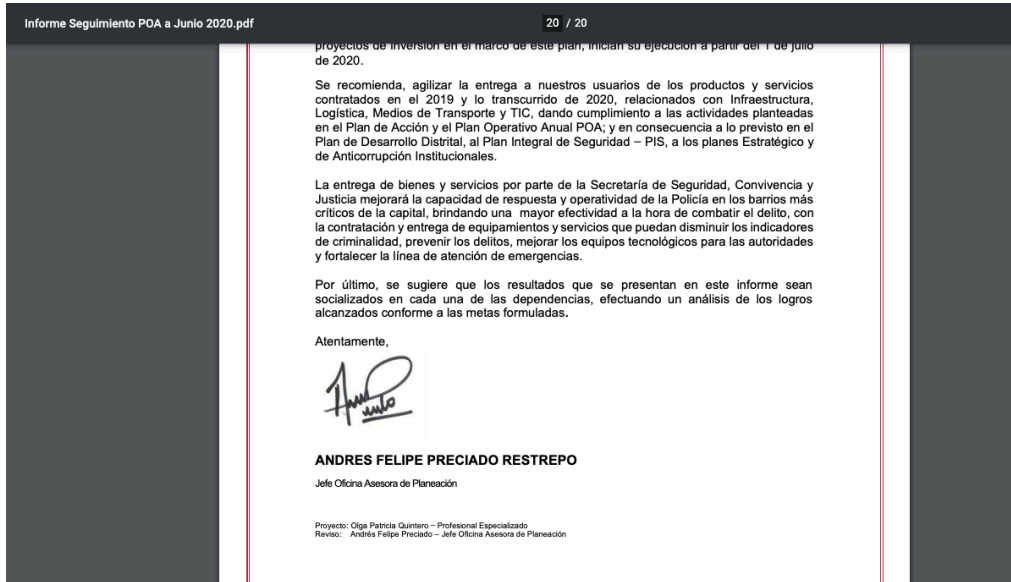 Informe Seguimiento POA a Junio 2020.pdf
20 / 20
proyectos de inversión en el marco de este plan, inician su ejecución a partir del 1 de julio
de 2020.
Se recomienda, agilizar la entrega a nuestros usuarios de los productos y servicios
contratados en el 2019 y lo transcurrido de 2020, relacionados con Infraestructura,
Logística, Medios de Transporte y TIC, dando cumplimiento a las actividades planteadas
en el Plan de Acción y el Plan Operativo Anual POA; y en consecuencia a lo previsto en el
Plan de Desarrollo Distrital, al Plan Integral de Seguridad – PIS, a los planes Estratégico y
de Anticorrupción Institucionales.
La entrega de bienes y servicios por parte de la Secretaría de Seguridad, Convivencia y
Justicia mejorará la capacidad de respuesta y operatividad de la Policía en los barrios más
críticos de la capital, brindando una mayor efectividad a la hora de combatir el delito, con
la contratación y entrega de equipamientos y servicios que puedan disminuir los indicadores
de criminalidad, prevenir los delitos, mejorar los equipos tecnológicos para las autoridades
y fortalecer la línea de atención de emergencias.
Por último, se sugiere que los resultados que se presentan en este informe sean
socializados en cada una de las dependencias, efectuando un análisis de los logros
alcanzados conforme a las metas formuladas.
Atentamente,
ANDRES FELIPE PRECIADO RESTREPO
Jefe Oficina Asesora de Planeación
Proyecto: Olga Patricia Quintero – Profesional Especializado
Reviso: Andrés Felipe Preciado – Jefe Oficina Asesora de Planeación